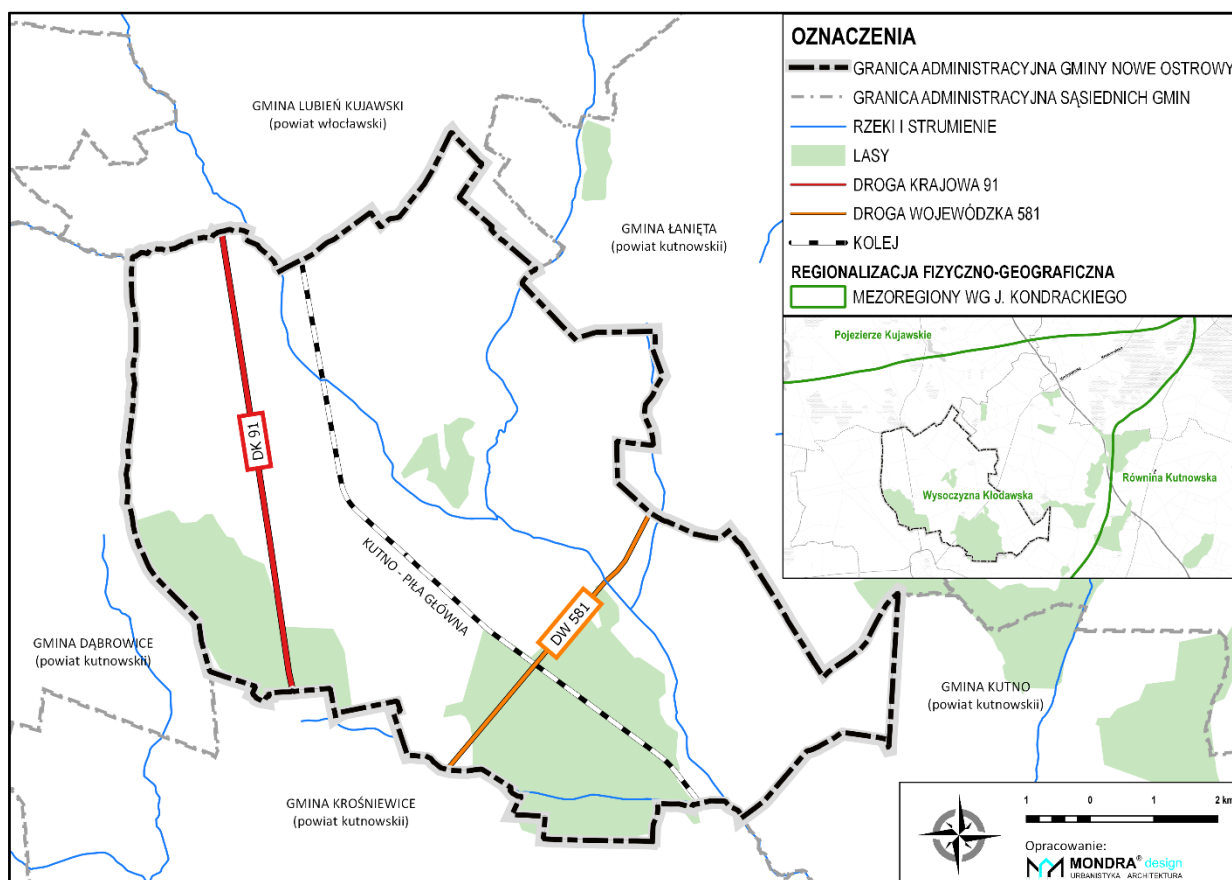 OZNACZENIA
GRANICA ADMINISTRACYJNA GMINY NOWE OSTROWY
GRANICA ADMINISTRACYJNA SĄSIEDNICH GMIN
RZEKI I STRUMIENIE
LASY
DROGA KRAJOWA 91
DROGA WOJEWÓDZKA 581
KOLEJ
REGIONALIZACJA FIZYCZNO-GEOGRAFICZNA
MEZOREGIONY WG J. KONDRACKIEGO
GMINA LUBIEŃ KUJAWSKI
(powiat włocławski)
GMINA ŁANIĘTA
(powiat kutnowskii)
Pojezierze Kujawskie
Równina Kutnowska
Wysoczyzna Kłodawska
DK 91
KUTNO - PIŁA GŁÓWNA
DW 581
GMINA DĄBROWICE
(powiat kutnowskii)
GMINA KUTNO
(powiat kutnowskii)
GMINA KROŚNIEWICE
(powiat kutnowskii)
1 0 1 2 km
Opracowanie:
MONDRA® design
URBANISTYKA ARCHITEKTURA